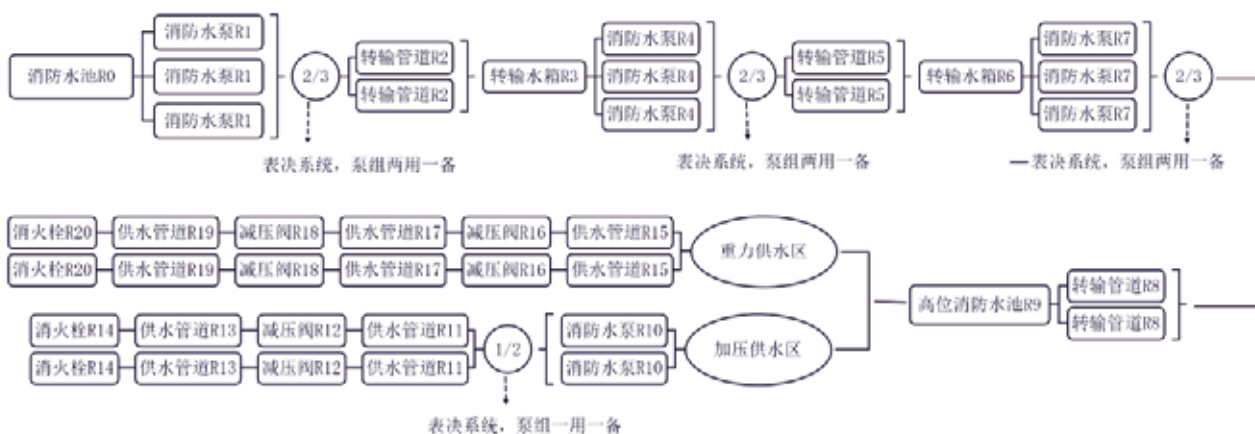 消防水池R0
消防水泵R1
消防水泵R1
消防水泵R1
2/3
转输管道R2
转输管道R2
转输水箱R3
消防水泵R4
消防水泵R4
消防水泵R4
2/3
转输管道R5
转输管道R5
转输水箱R6
消防水泵R7
消防水泵R7
消防水泵R7
2/3
表决系统，泵组两用一备
表决系统，泵组两用一备
表决系统，泵组两用一备
消火栓R20
供水管道R19
减压阀R18
供水管道R17
减压阀R16
供水管道R15
消火栓R20
供水管道R19
减压阀R18
供水管道R17
减压阀R16
供水管道R15
重力供水区
高位消防水池R9
转输管道R8
转输管道R8
消火栓R14
供水管道R13
减压阀R12
供水管道R11
消火栓R14
供水管道R13
减压阀R12
供水管道R11
1/2
消防水泵R10
消防水泵R10
加压供水区
表决系统，泵组一用一备